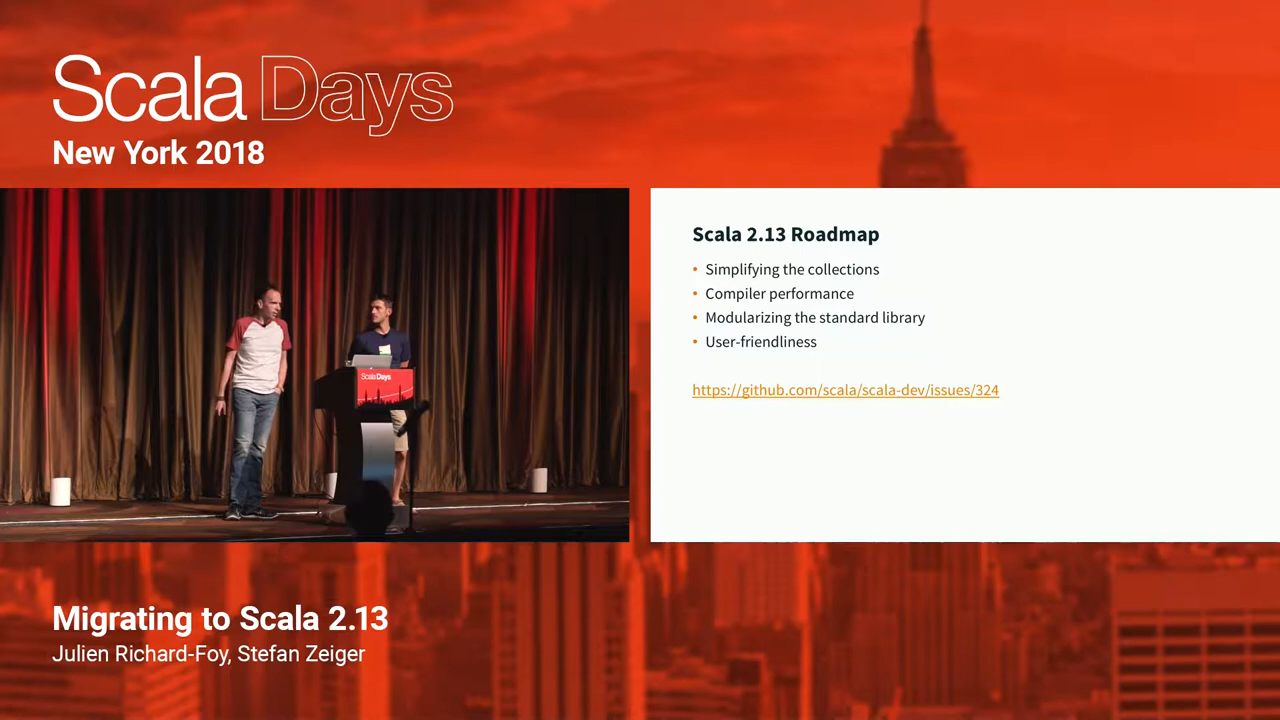 Scala Days
New York 2018
Scala Days
Scala 2.13 Roadmap
• Simplifying the collections
• Compiler performance
• Modularizing the standard library
• User-friendliness
https://github.com/scala/scala-dev/issues/324
Migrating to Scala 2.13
Julien Richard-Foy, Stefan Zeiger